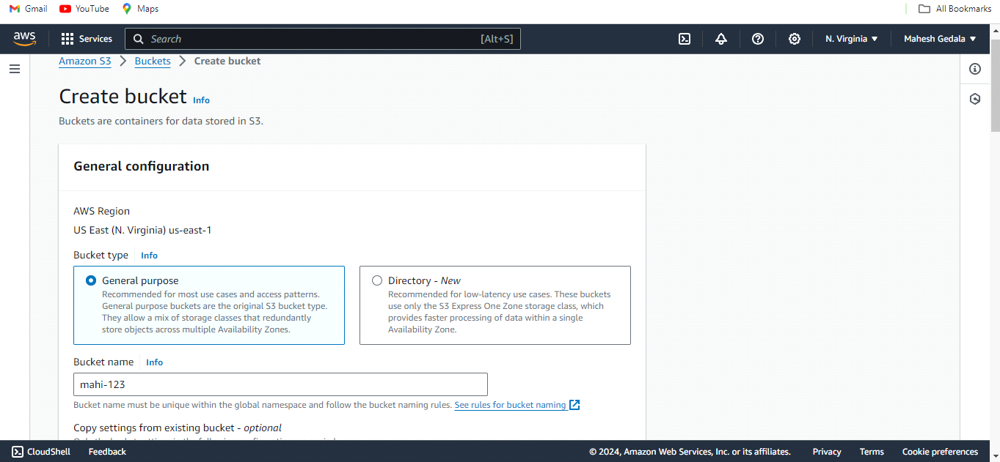 Gmail YouTube Maps All Bookmarks
aws Services Search [Alt+S] N. Virginia Mahesh Gedala
Amazon S3 Buckets Create bucket
Create bucket Info
Buckets are containers for data stored in S3.
General configuration
AWS Region
US East (N. Virginia) us-east-1
Bucket type Info
General purpose
Recommended for most use cases and access patterns.
General purpose buckets are the original S3 bucket type.
They allow a mix of storage classes that redundantly
store objects across multiple Availability Zones.
Directory - New
Recommended for low-latency use cases. These buckets
use only the S3 Express One Zone storage class, which
provides faster processing of data within a single
Availability Zone.
Bucket name Info
mahi-123
Bucket name must be unique within the global namespace and follow the bucket naming rules. See rules for bucket naming
Copy settings from existing bucket - optional
CloudShell Feedback © 2024, Amazon Web Services, Inc. or its affiliates. Privacy Terms Cookie preferences